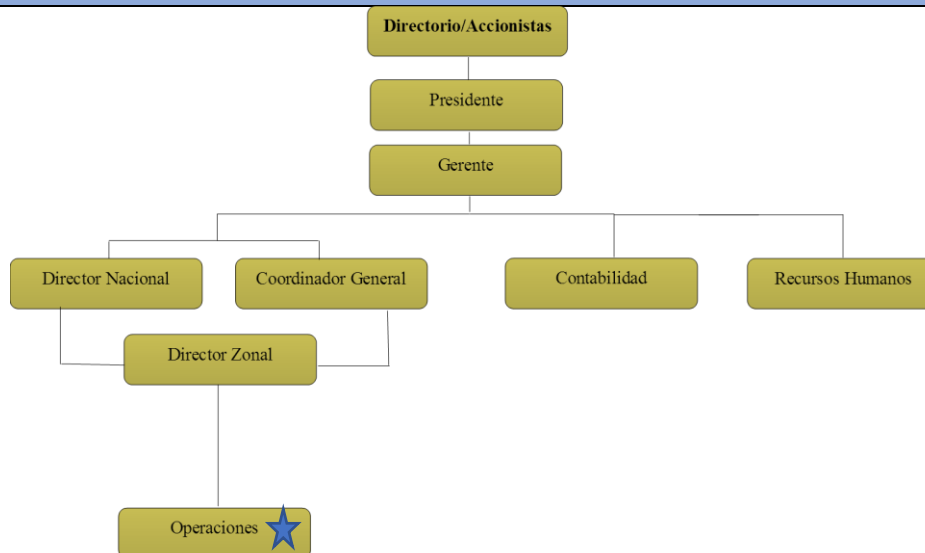 Directorio/Accionistas
Presidente
Gerente
Director Nacional
Coordinador General
Contabilidad
Recursos Humanos
Director Zonal
Operaciones